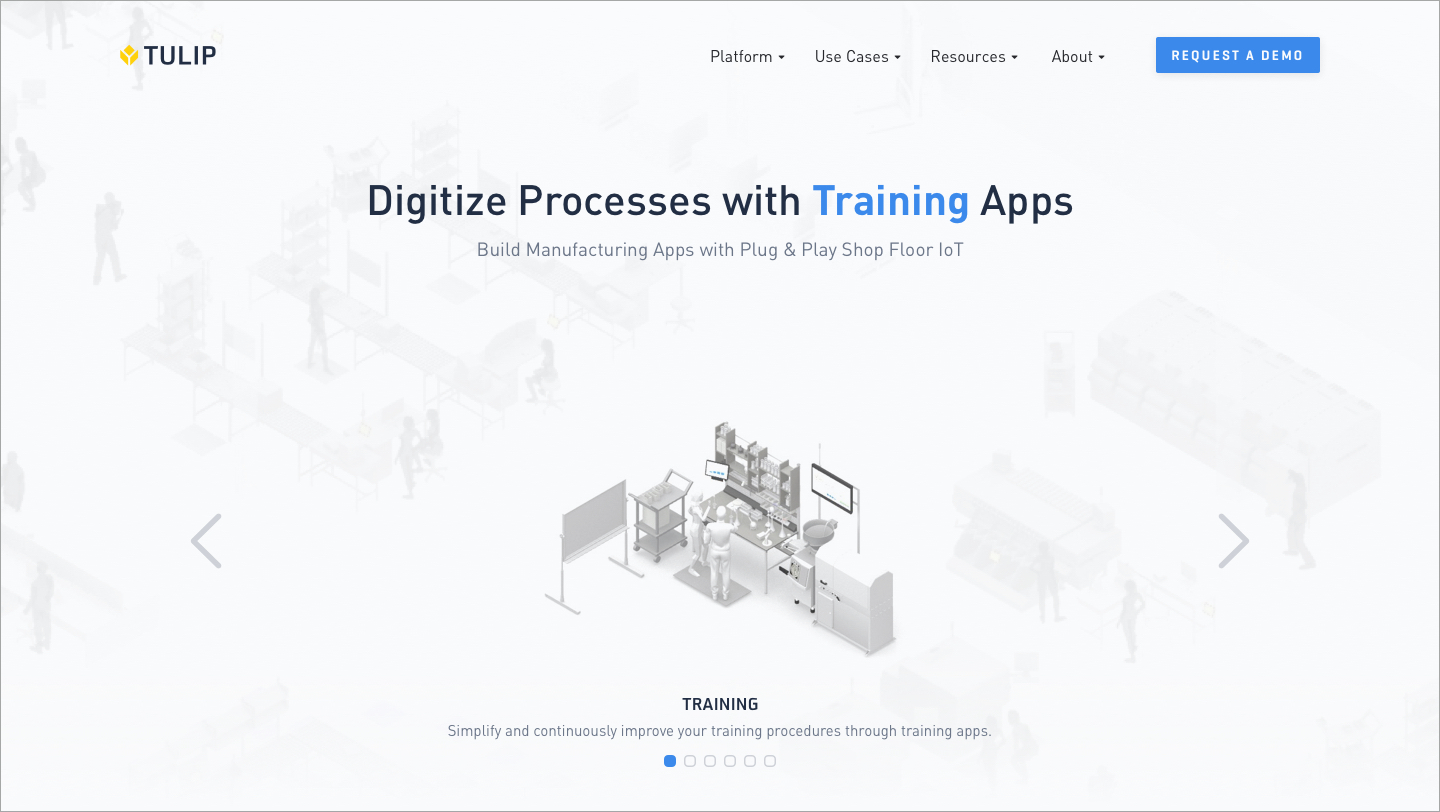 TULIP
Platform Use Cases Resources About REQUEST A DEMO
Digitize Processes with Training Apps
Build Manufacturing Apps with Plug & Play Shop Floor IoT
TRAINING
Simplify and continuously improve your training procedures through training apps.